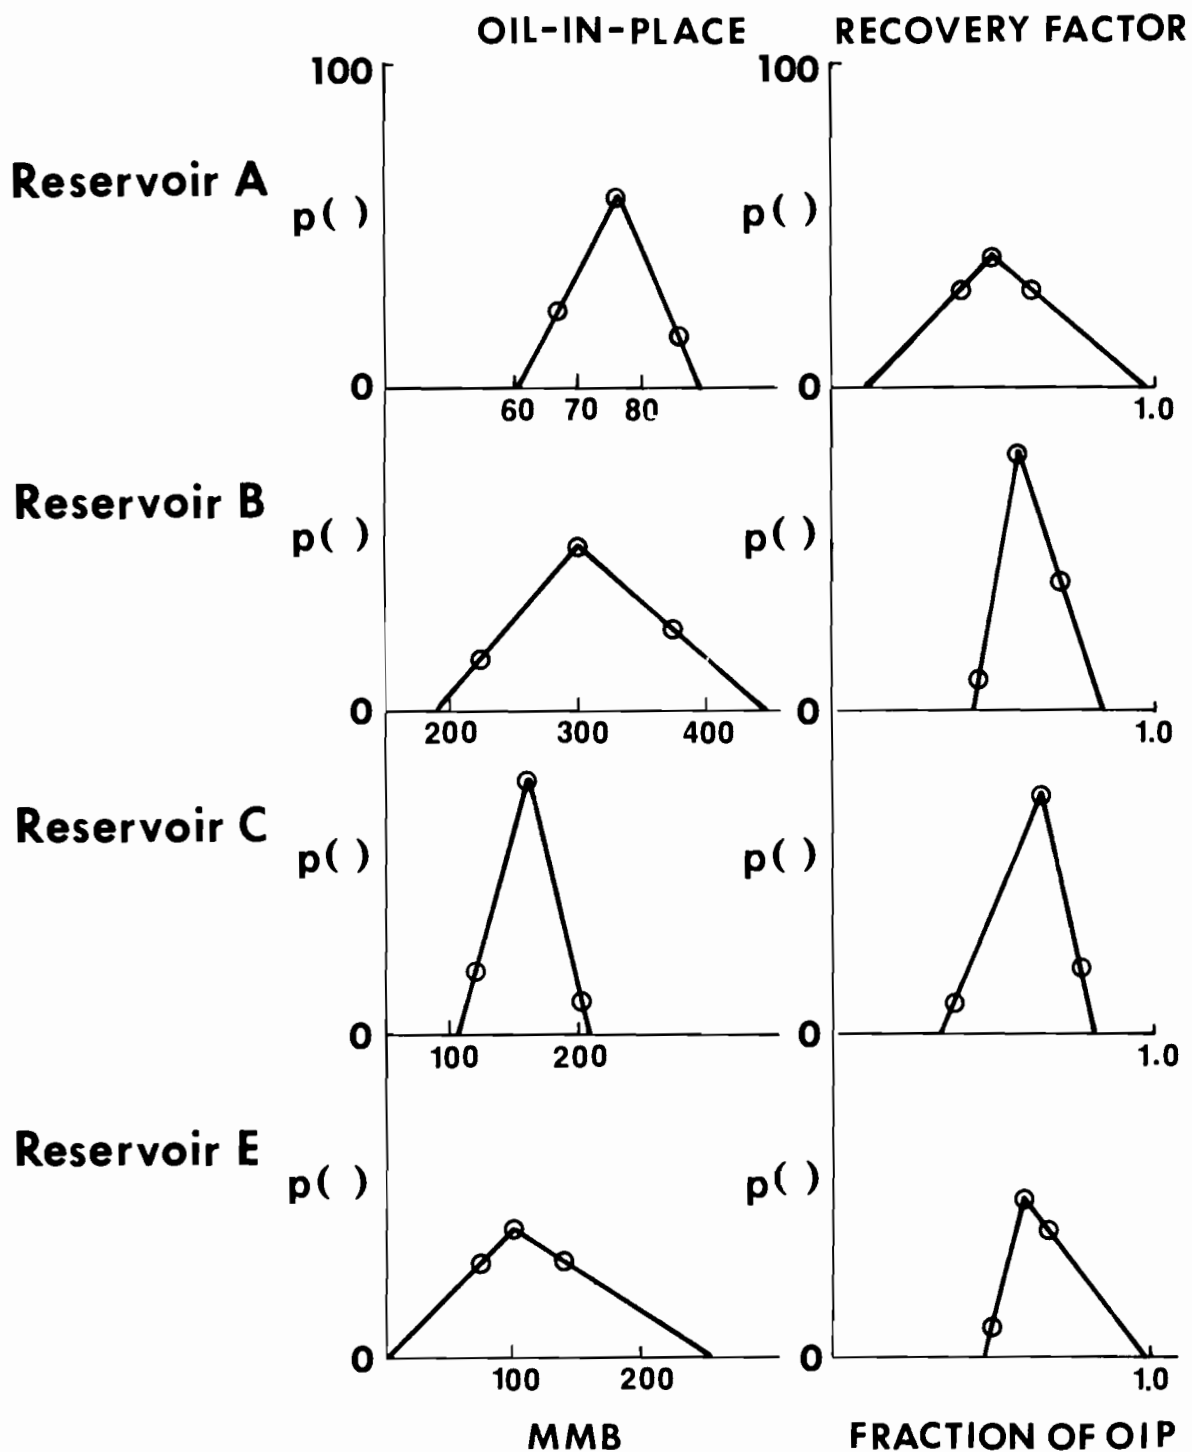 OIL-IN-PLACE RECOVERY FACTOR
100 100
Reservoir A
p( ) p( )
0 0
60 70 80 1.0
Reservoir B
p( ) p( )
0 0
200 300 400 1.0
Reservoir C
p( ) p( )
0 0
100 200 1.0
Reservoir E
p( ) p( )
0 0
100 200 1.0
MMB FRACTION OF OIP